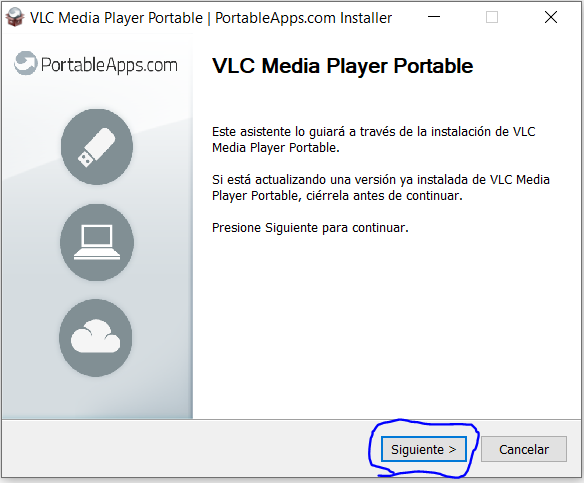 VLC Media Player Portable | PortableApps.com Installer
PortableApps.com
VLC Media Player Portable
Este asistente lo guiará a través de la instalación de VLC
Media Player Portable.
Si está actualizando una versión ya instalada de VLC Media
Player Portable, ciérrela antes de continuar.
Presione Siguiente para continuar.
Siguiente >
Cancelar